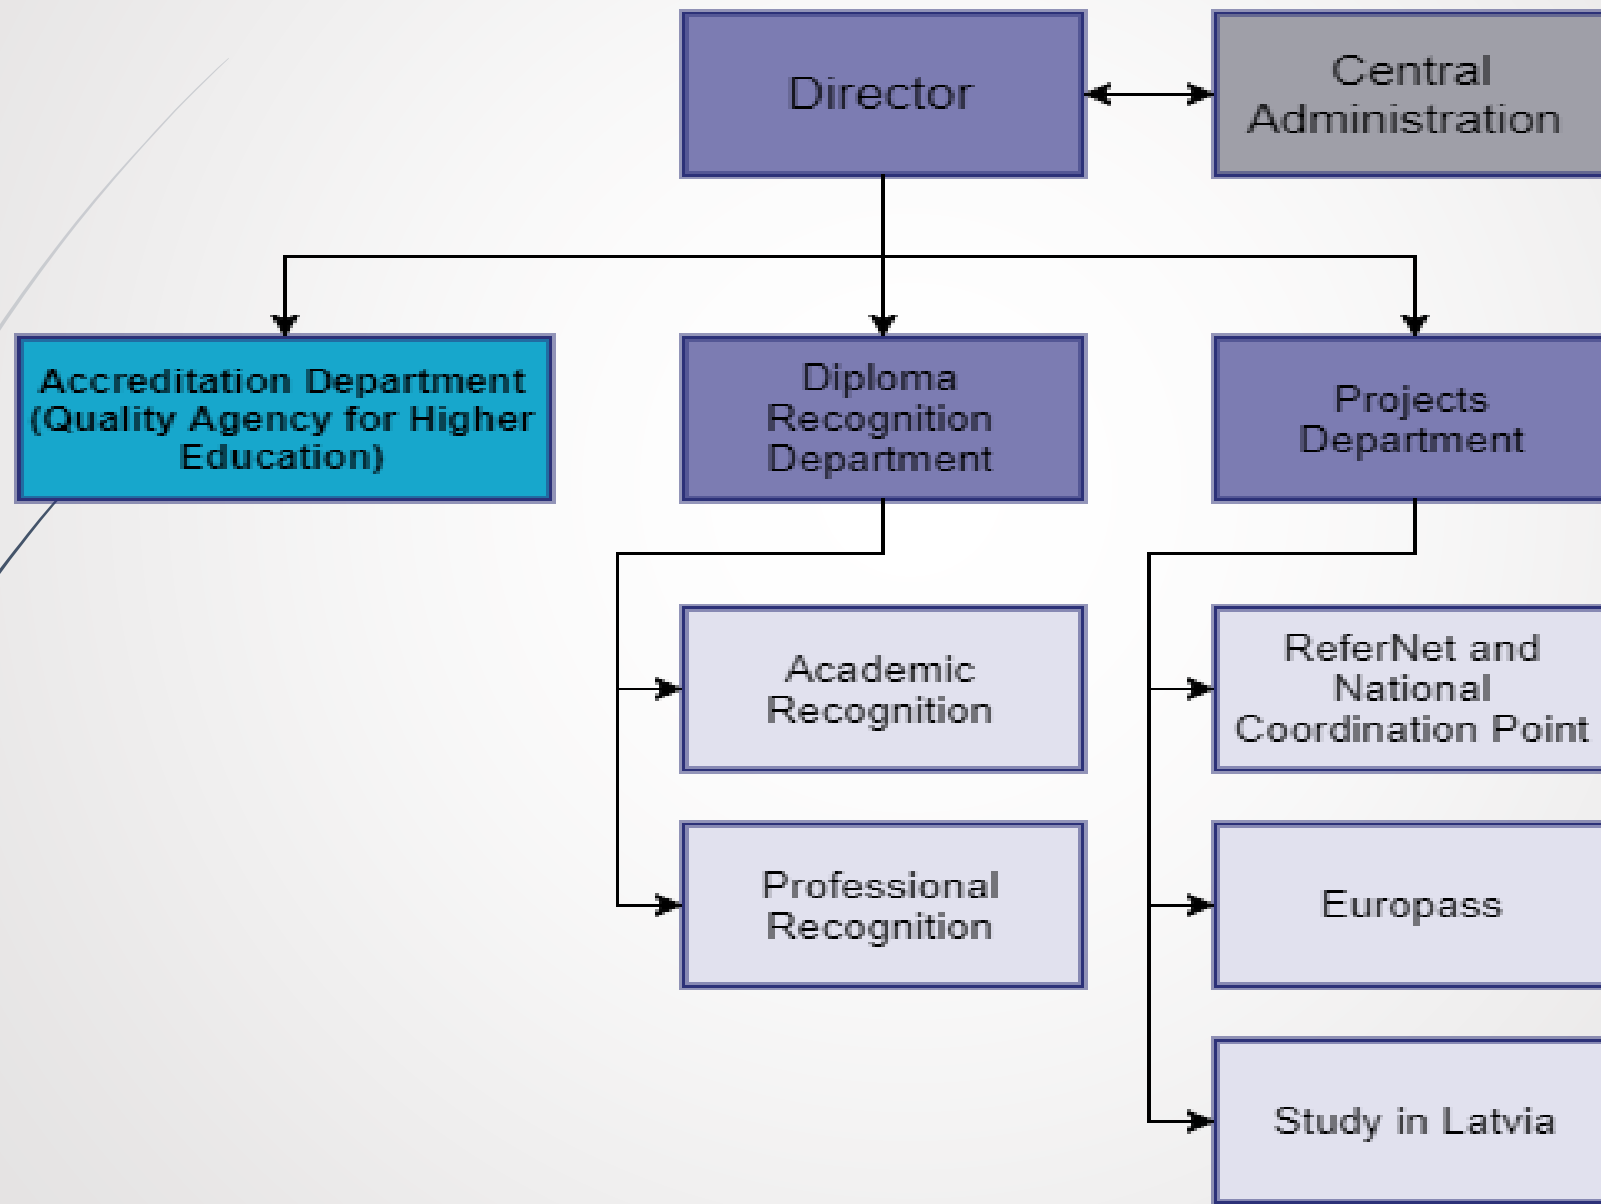 Director
Central
Administration
Accreditation Department
(Quality Agency for Higher
Education)
Diploma
Recognition
Department
Projects
Department
Academic
Recognition
Professional
Recognition
ReferNet and
National
Coordination Point
Europass
Study in Latvia